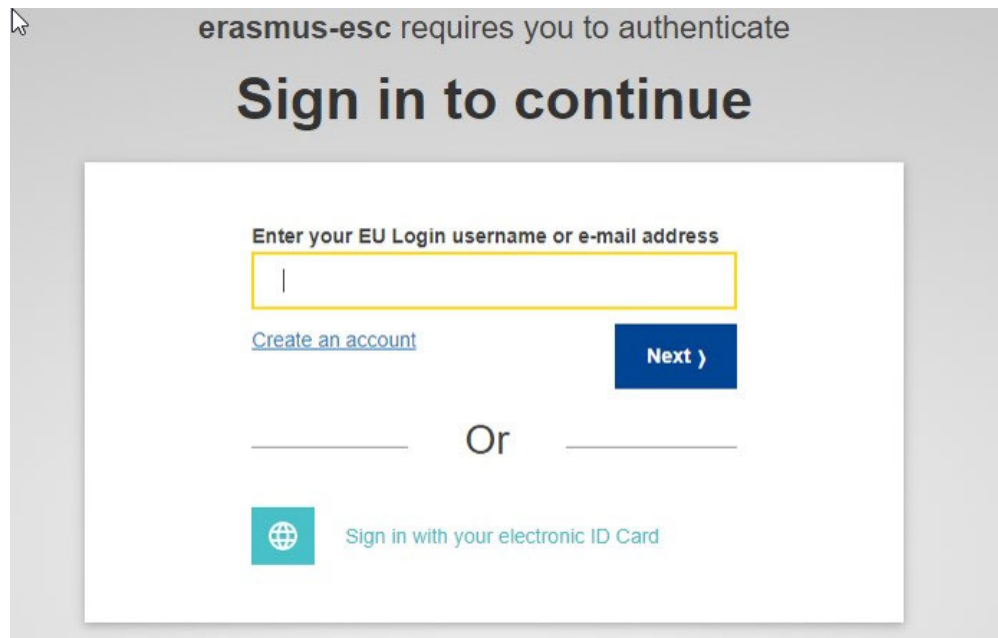 erasmus-esc requires you to authenticate
Sign in to continue
Enter your EU Login username or e-mail address
Create an account
Next ⟩
Or
Sign in with your electronic ID Card